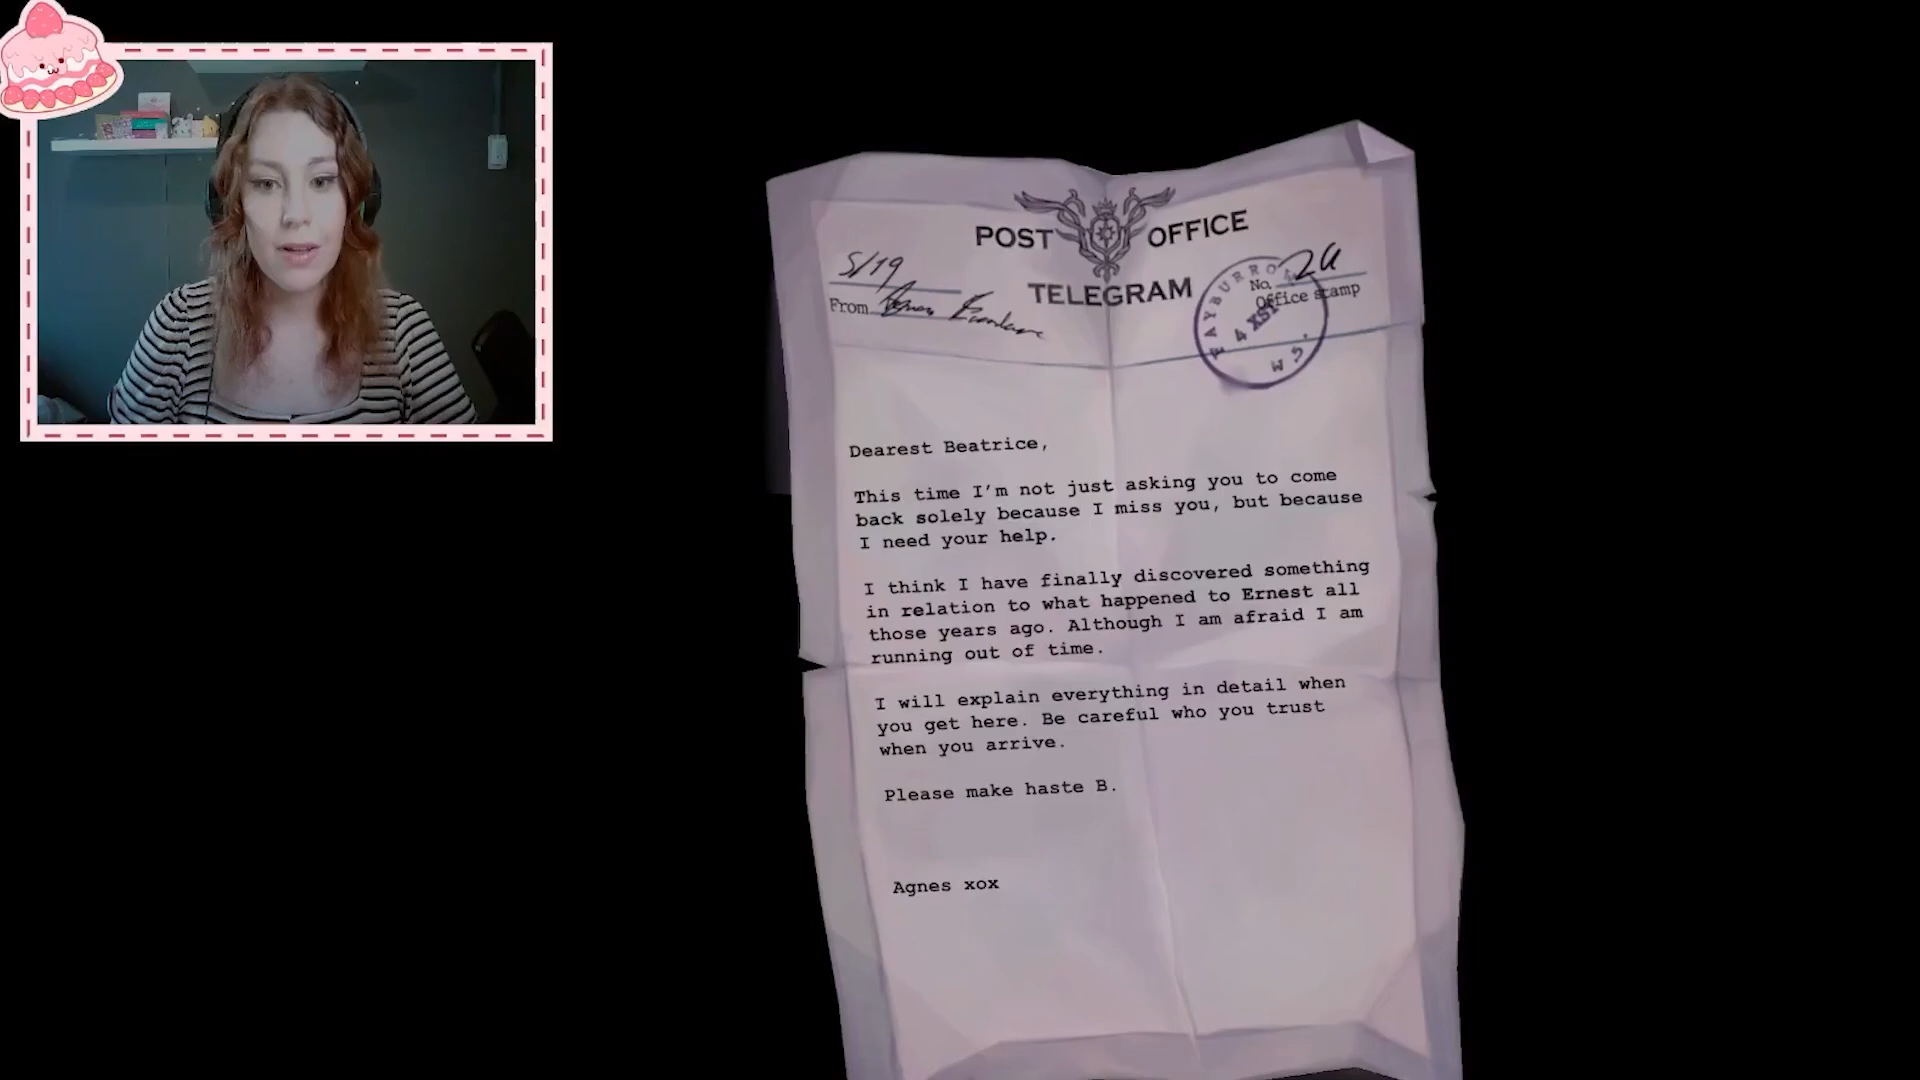 POST OFFICE
TELEGRAM
5/19
From Agnes
No. 24
Office stamp
Dearest Beatrice,
This time I'm not just asking you to come
back solely because I miss you, but because
I need your help.
I think I have finally discovered something
in relation to what happened to Ernest all
those years ago. Although I am afraid I am
running out of time.
I will explain everything in detail when
you get here. Be careful who you trust
when you arrive.
Please make haste B.
Agnes xox